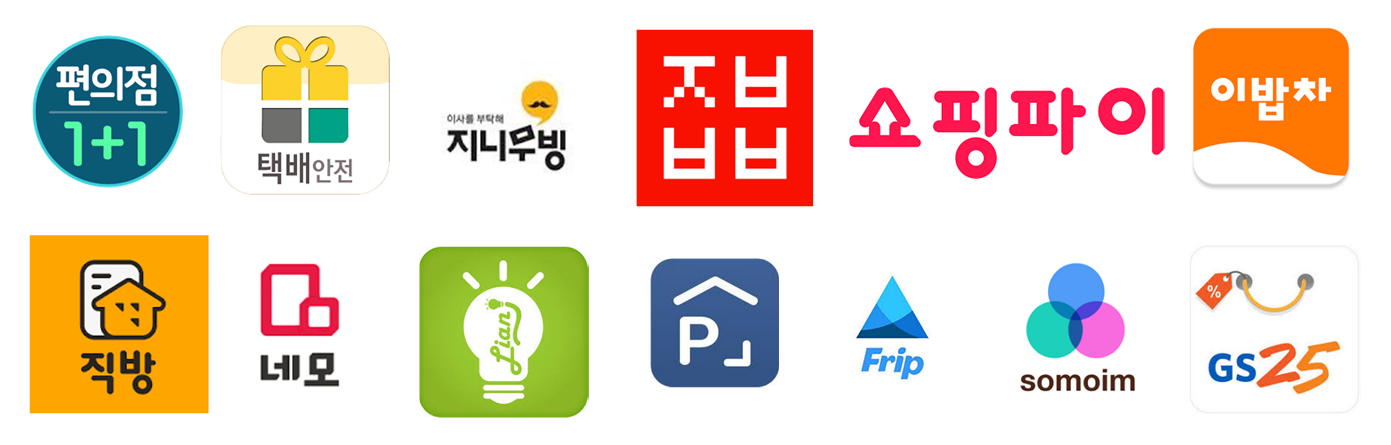 편의점
1+1
택배안전
이사를 부탁해
지니무빙
ㅈㅂ
ㅂㅂ
쇼핑파이
이밥차
직방
네모
Lian
P
Frip
somoim
%
GS25